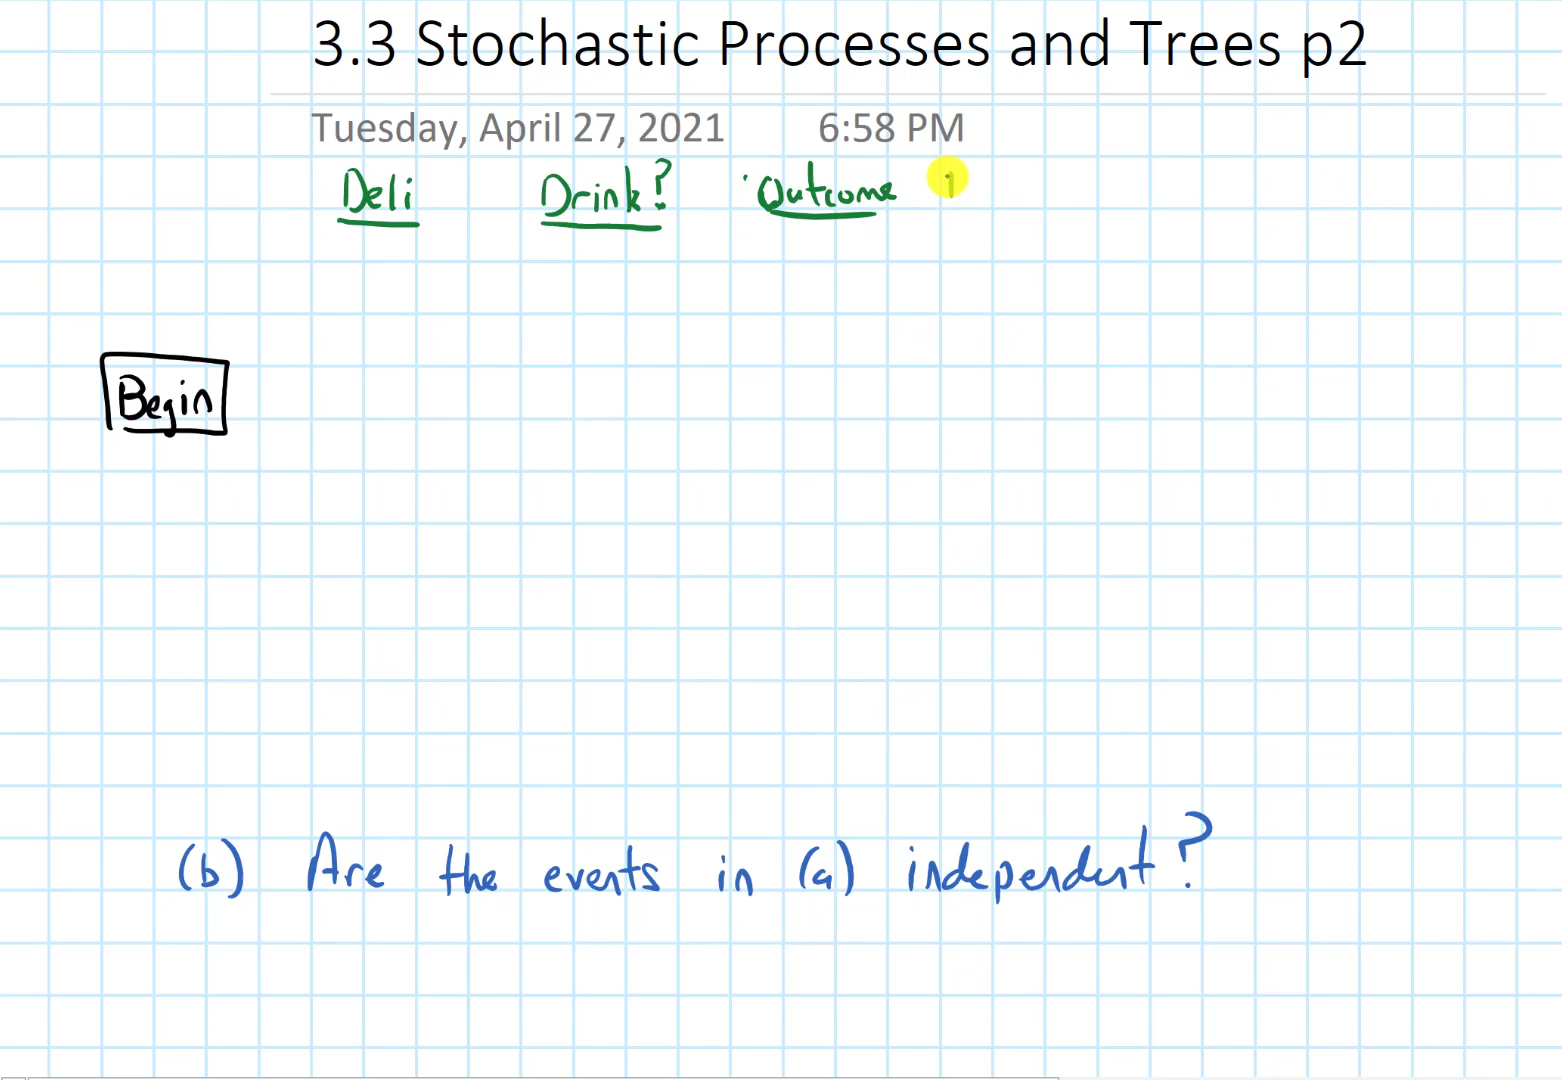 3.3 Stochastic Processes and Trees p2
Tuesday, April 27, 2021 6:58 PM
Deli Drink? Outcome
Begin
(b) Are the events in (a) independent?